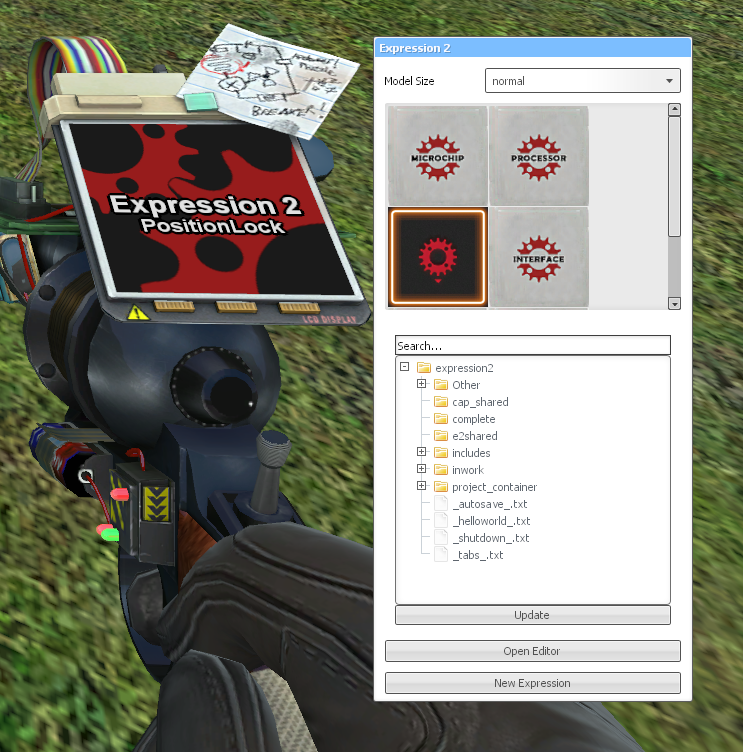 BREAKER!
Expression 2
PositionLock
LCD DISPLAY
Expression 2
Model Size
normal
MICROCHIP
PROCESSOR
INTERFACE
Search...
expression2
Other
cap_shared
complete
e2shared
includes
inwork
project_container
_autosave_.txt
_helloworld_.txt
_shutdown_.txt
_tabs_.txt
Update
Open Editor
New Expression